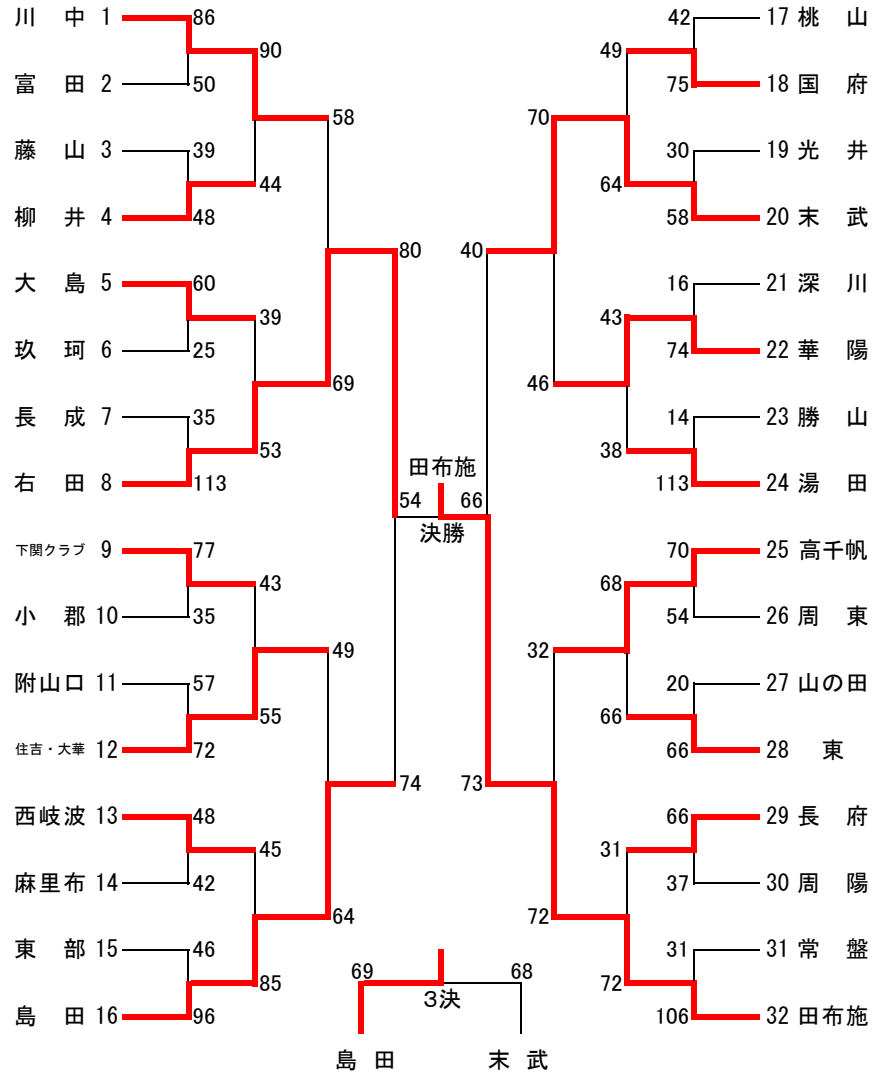 川 中 1 86 42 17 桃 山
90 49
富 田 2 50 75 18 国 府
58 70
藤 山 3 39 30 19 光 井
44 64
柳 井 4 48 58 20 末 武
80 40
大 島 5 60 16 21 深 川
39 43
玖 珂 6 25 74 22 華 陽
69 46
長 成 7 35 14 23 勝 山
53 38
田布施
右 田 8 113 113 24 湯 田
54 66
決勝
下関クラブ 9 77 70 25 高千帆
43 68
小 郡 10 35 54 26 周 東
49 32
附山口 11 57 20 27 山の田
55 66
住吉・大華 12 72 66 28 東
74 73
西岐波 13 48 66 29 長 府
45 31
麻里布 14 42 37 30 周 陽
64 72
東 部 15 46 31 31 常 盤
69 68
85 72
3決
島 田 16 96 106 32 田布施
島 田 末 武